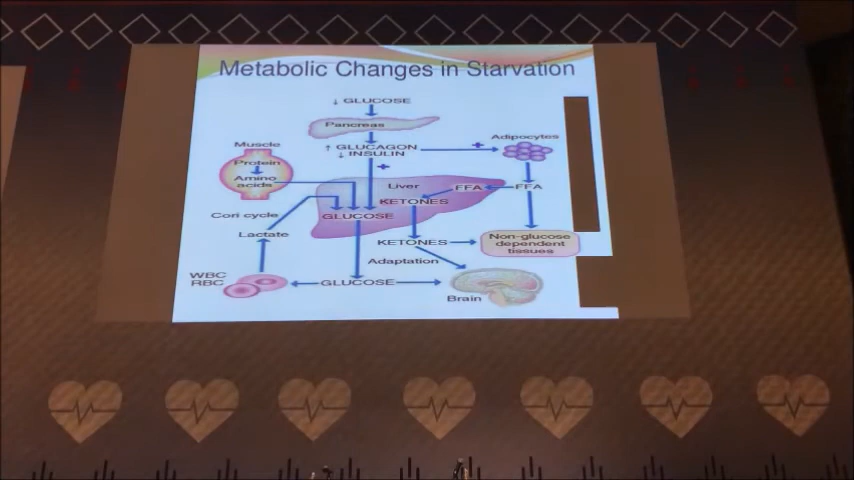 Metabolic Changes in Starvation
↓ GLUCOSE
Pancreas
↑ GLUCAGON
↓ INSULIN
+
+
Adipocytes
Muscle
Protein
Amino
acids
Liver
FFA
FFA
KETONES
Cori cycle
GLUCOSE
Lactate
KETONES
Non-glucose
dependent
tissues
Adaptation
WBC
RBC
GLUCOSE
Brain